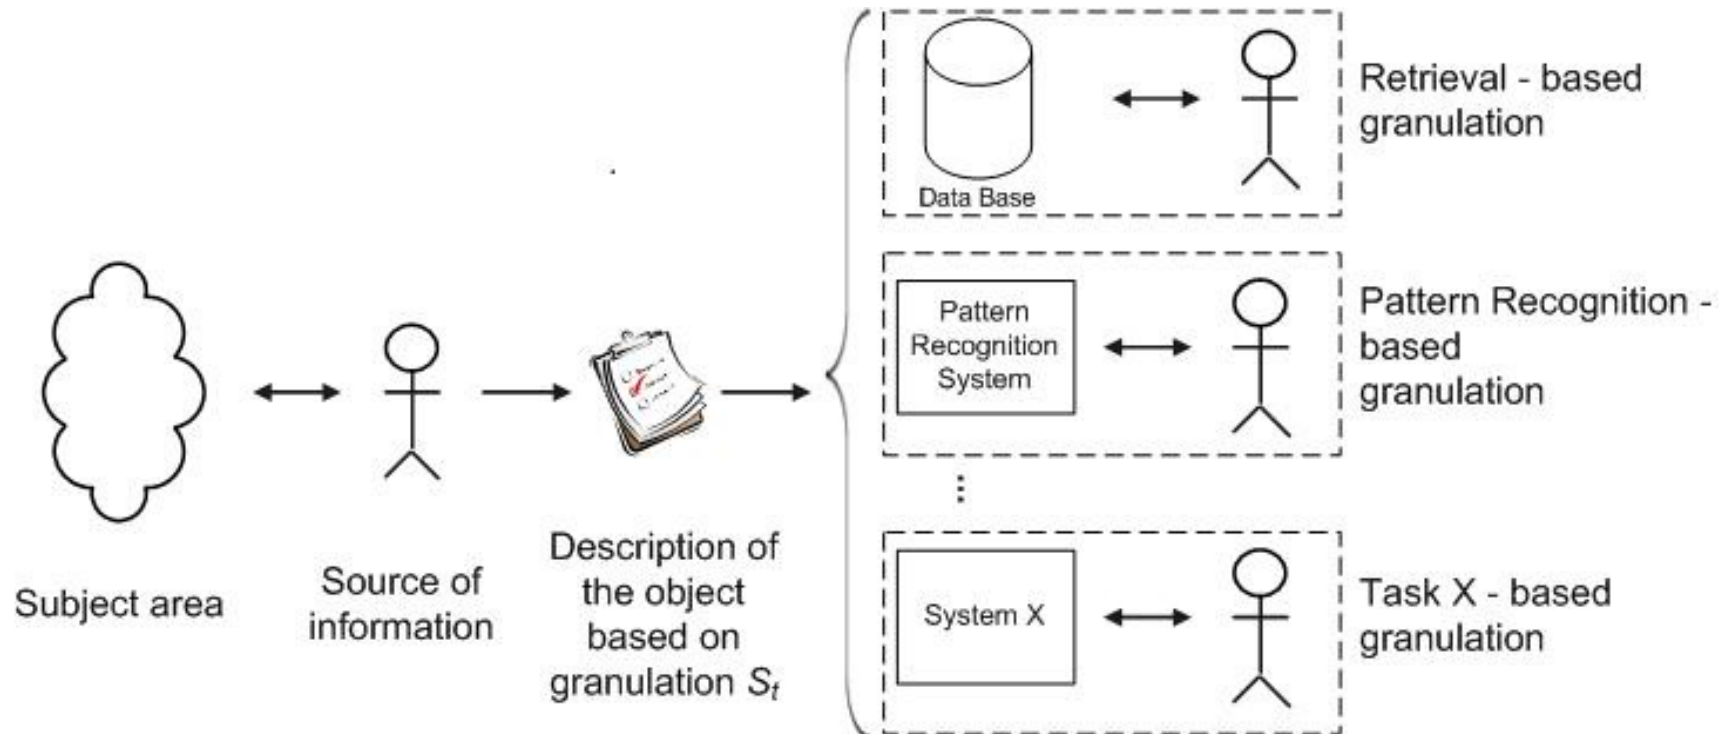 Subject area
Source of
information
Description of
the object
based on
granulation St
Data Base
Retrieval - based
granulation
Pattern
Recognition
System
Pattern Recognition -
based
granulation
...
System X
Task X - based
granulation